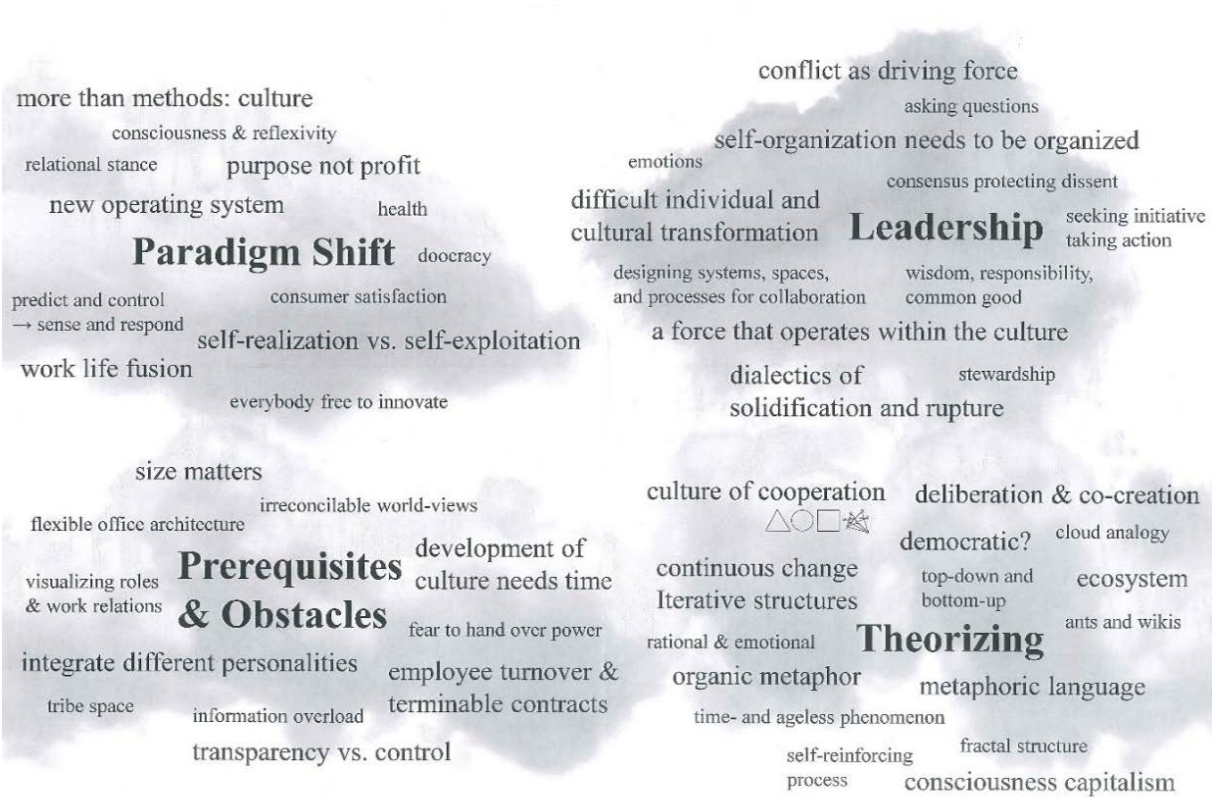 more than methods: culture
consciousness & reflexivity
relational stance
purpose not profit
new operating system
health
Paradigm Shift
doocracy
predict and control
→ sense and respond
consumer satisfaction
self-realization vs. self-exploitation
work life fusion
everybody free to innovate
conflict as driving force
asking questions
self-organization needs to be organized
emotions
consensus protecting dissent
difficult individual and
cultural transformation
Leadership
seeking initiative
taking action
designing systems, spaces,
and processes for collaboration
wisdom, responsibility,
common good
a force that operates within the culture
dialectics of
solidification and rupture
stewardship
size matters
irreconcilable world-views
flexible office architecture
Prerequisites
& Obstacles
development of
culture needs time
visualizing roles
& work relations
fear to hand over power
integrate different personalities
employee turnover &
terminable contracts
tribe space
information overload
transparency vs. control
culture of cooperation
deliberation & co-creation
democratic?
cloud analogy
continuous change
Iterative structures
top-down and
bottom-up
ecosystem
ants and wikis
rational & emotional
Theorizing
organic metaphor
metaphoric language
time- and ageless phenomenon
self-reinforcing
process
fractal structure
consciousness capitalism